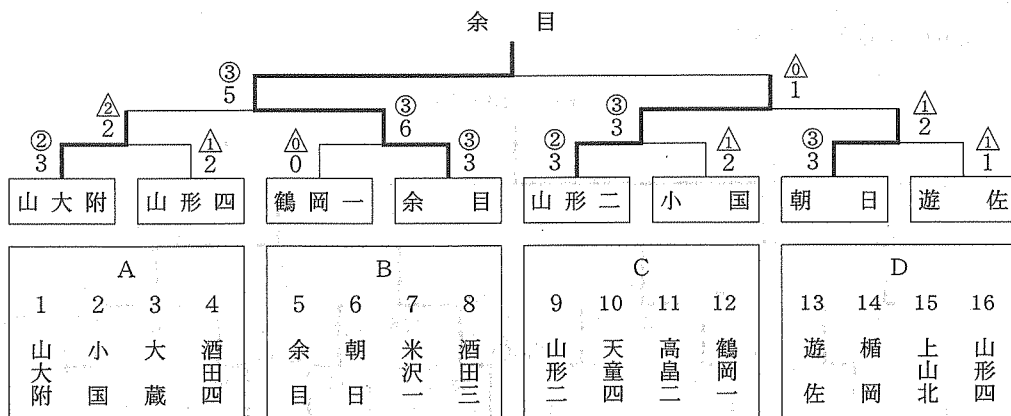 余目
③ △0
5 1
△2 ③ ③ △1
2 6 3 2
② △1 △0 ③ ② △1 ③ △1
3 2 0 3 3 2 3 1
山大附 山形四 鶴岡一 余目 山形二 小国 朝日 遊佐
A B C D
1 2 3 4 5 6 7 8 9 10 11 12 13 14 15 16
山大附 小国 大蔵 酒田四 余目 朝日 米沢一 酒田三 山形二 天童四 高畠二 鶴岡一 遊佐 楯岡 上山北 山形四